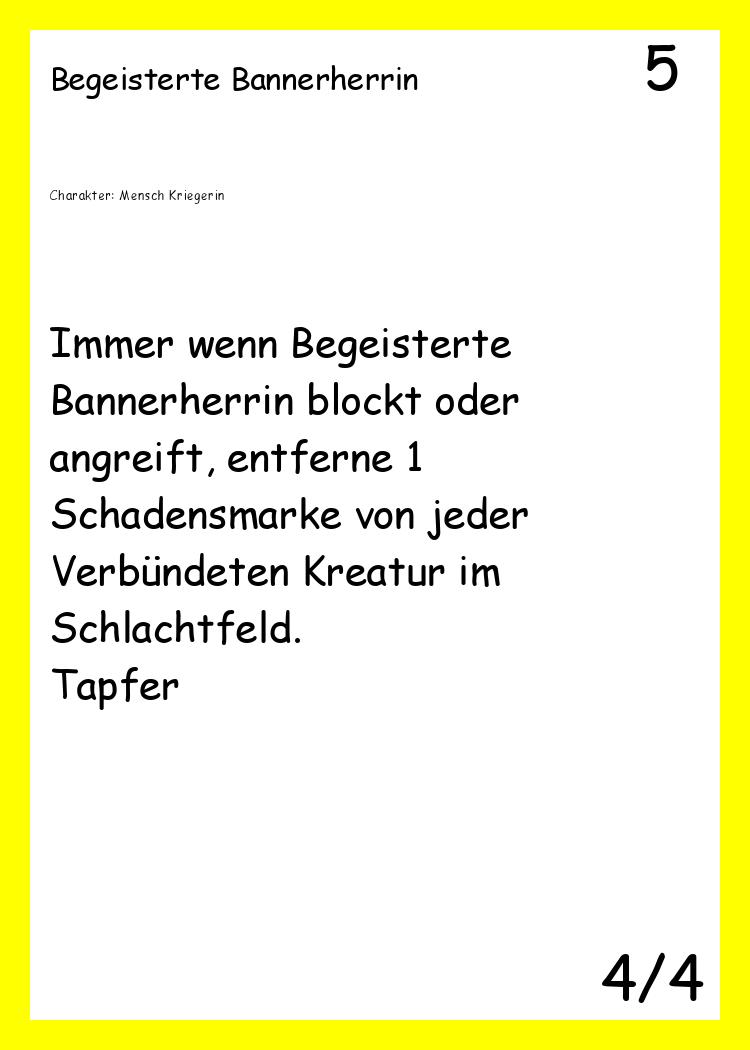 Begeisterte Bannerherrin
5
Charakter: Mensch Kriegerin
Immer wenn Begeisterte
Bannerherrin blockt oder
angreift, entferne 1
Schadensmarke von jeder
Verbündeten Kreatur im
Schlachtfeld.
Tapfer
4/4